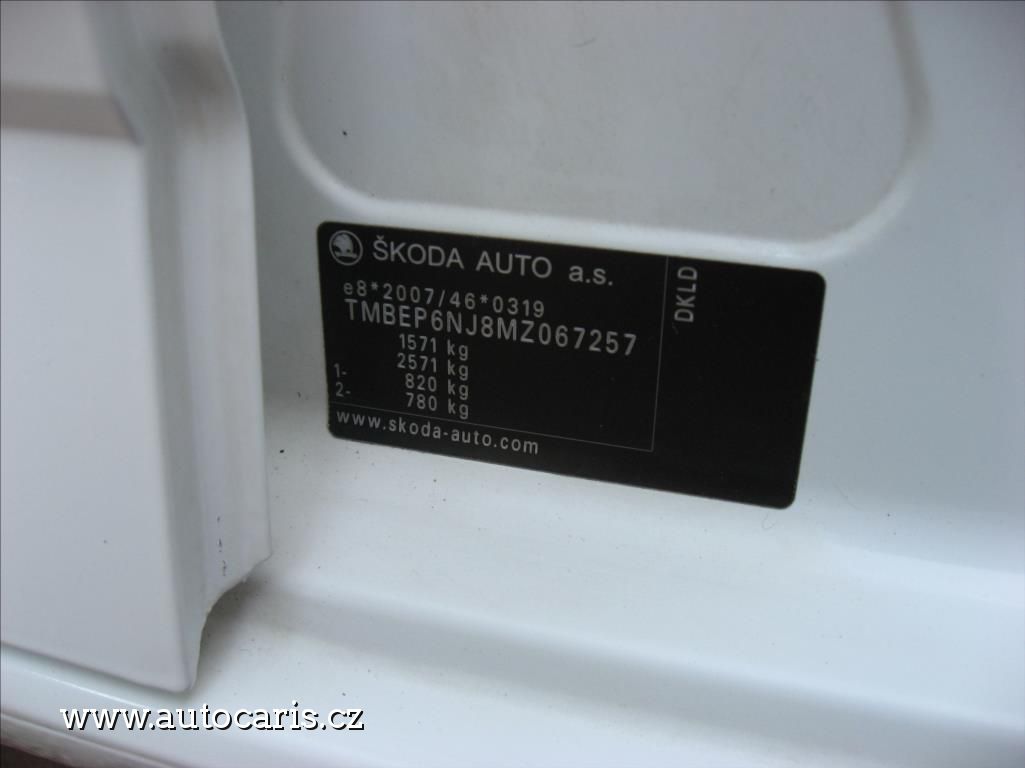 ŠKODA AUTO a.s.
e8*2007/46*0319
TMBEP6NJ8MZ067257
1571 kg
2571 kg
1- 820 kg
2- 780 kg
www.skoda-auto.com
DKLD
www.autocaris.cz